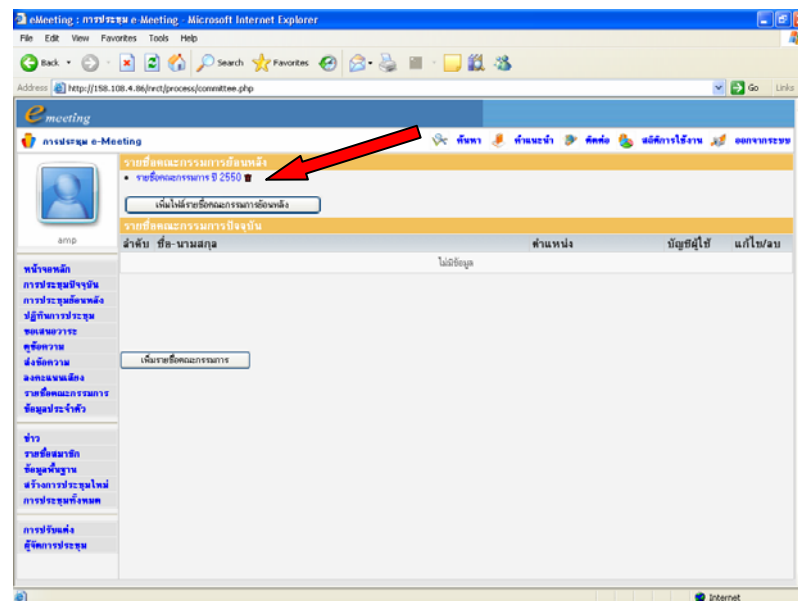 eMeeting : การประชุม e-Meeting - Microsoft Internet Explorer
File Edit View Favorites Tools Help
Back Search Favorites
Address http://158.108.4.86/nrct/process/committee.php Go Links
emeeting
การประชุม e-Meeting ค้นหา คำแนะนำ ติดต่อ สถิติการใช้งาน ออกจากระบบ
รายชื่อคณะกรรมการย้อนหลัง
• รายชื่อคณะกรรมการ ปี 2550
เพิ่มไฟล์รายชื่อคณะกรรมการย้อนหลัง
รายชื่อคณะกรรมการปัจจุบัน
amp
ลำดับ ชื่อ-นามสกุล ตำแหน่ง บัญชีผู้ใช้ แก้ไข/ลบ
ไม่มีข้อมูล
หน้าจอหลัก
การประชุมปัจจุบัน
การประชุมย้อนหลัง
ปฏิทินการประชุม
ขอเสนอวาระ
ดูข้อความ
ส่งข้อความ
ลงคะแนนเสียง
รายชื่อคณะกรรมการ
ข้อมูลประจำตัว
เพิ่มรายชื่อคณะกรรมการ
ข่าว
รายชื่อสมาชิก
ข้อมูลพื้นฐาน
สร้างการประชุมใหม่
การประชุมทั้งหมด
การปรับแต่ง
ผู้จัดการประชุม
Internet